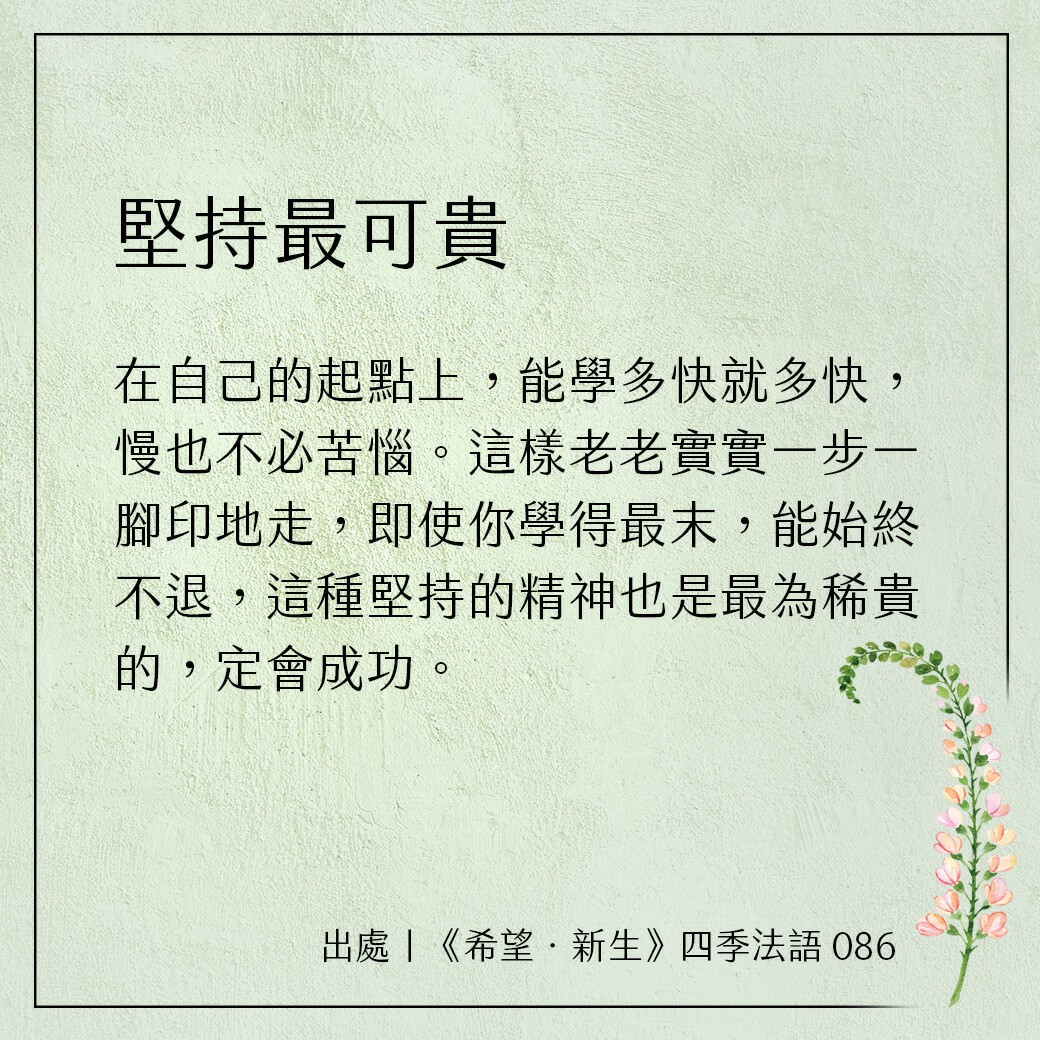 堅持最可貴
在自己的起點上，能學多快就多快，
慢也不必苦惱。這樣老老實實一步一
腳印地走，即使你學得最末，能始終
不退，這種堅持的精神也是最為稀貴
的，定會成功。
出處｜《希望．新生》四季法語 086